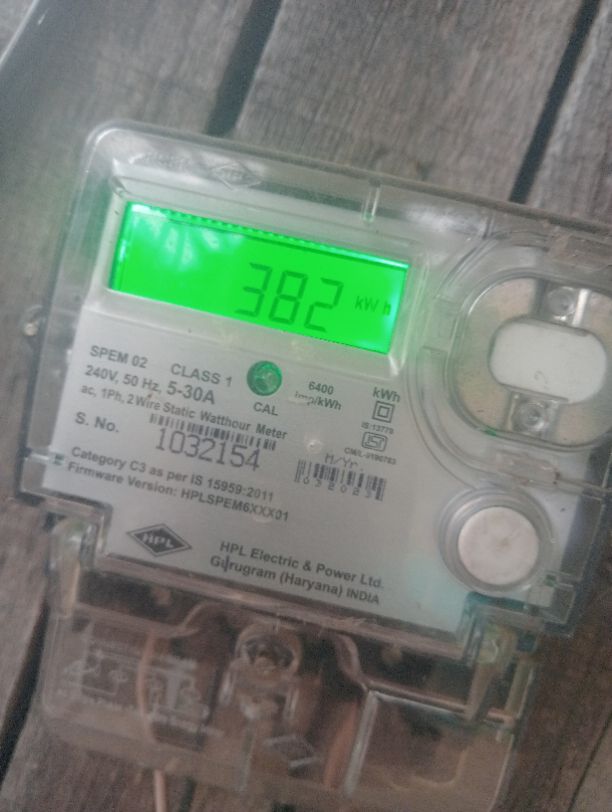 HPL
382 kWh
SPEM 02 CLASS 1
240V, 50 Hz, 5-30A
CAL
6400
imp/kWh
kWh
ac, 1Ph, 2 Wire Static Watthour Meter
IS:13779
S. No.
1032154
M/Yr.
Category C3 as per IS 15959:2011
Firmware Version: HPLSPEM6XXX01
HPL
HPL Electric & Power Ltd.
Gurugram (Haryana) INDIA